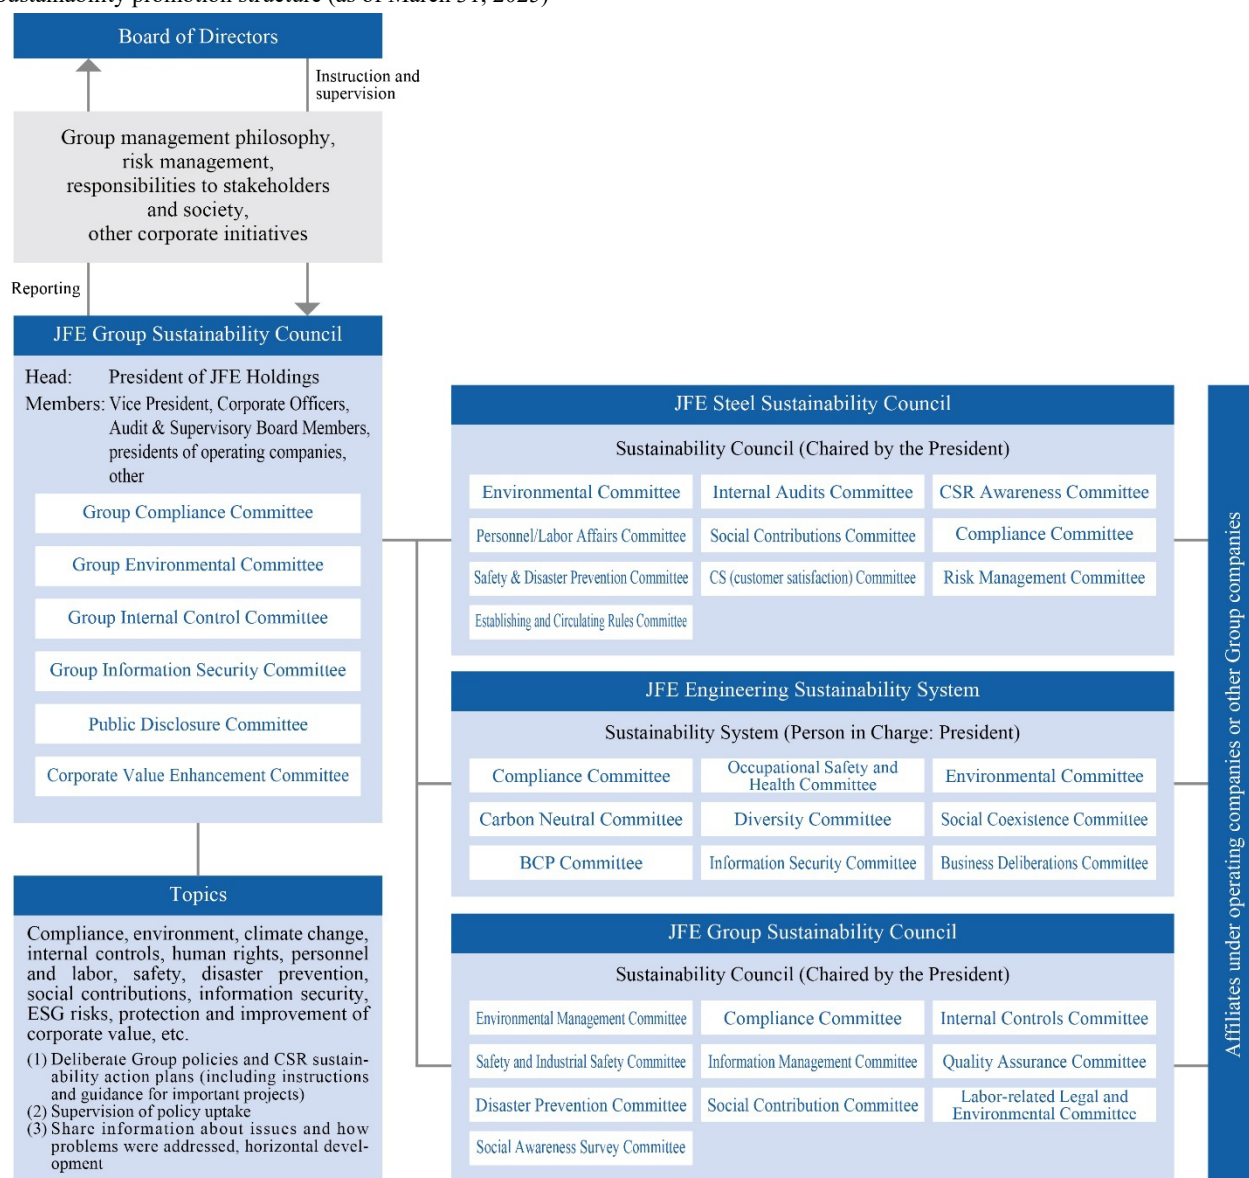 Sustainability promotion structure (as of March 31, 2023)
Board of Directors
Instruction and
supervision
Group management philosophy,
risk management,
responsibilities to stakeholders
and society,
other corporate initiatives
Reporting
JFE Group Sustainability Council
Head: President of JFE Holdings
Members: Vice President, Corporate Officers,
Audit & Supervisory Board Members,
presidents of operating companies,
other
Group Compliance Committee
Group Environmental Committee
Group Internal Control Committee
Group Information Security Committee
Public Disclosure Committee
Corporate Value Enhancement Committee
Topics
Compliance, environment, climate change,
internal controls, human rights, personnel
and labor, safety, disaster prevention,
social contributions, information security,
ESG risks, protection and improvement of
corporate value, etc.
(1) Deliberate Group policies and CSR sustain-
ability action plans (including instructions
and guidance for important projects)
(2) Supervision of policy uptake
(3) Share information about issues and how
problems were addressed, horizontal devel-
opment
JFE Steel Sustainability Council
Sustainability Council (Chaired by the President)
Environmental Committee
Internal Audits Committee
CSR Awareness Committee
Personnel/Labor Affairs Committee
Social Contributions Committee
Compliance Committee
Safety & Disaster Prevention Committee
CS (customer satisfaction) Committee
Risk Management Committee
Establishing and Circulating Rules Committee
JFE Engineering Sustainability System
Sustainability System (Person in Charge: President)
Compliance Committee
Occupational Safety and
Health Committee
Environmental Committee
Carbon Neutral Committee
Diversity Committee
Social Coexistence Committee
BCP Committee
Information Security Committee
Business Deliberations Committee
JFE Group Sustainability Council
Sustainability Council (Chaired by the President)
Environmental Management Committee
Compliance Committee
Internal Controls Committee
Safety and Industrial Safety Committee
Information Management Committee
Quality Assurance Committee
Disaster Prevention Committee
Social Contribution Committee
Labor-related Legal and
Environmental Committee
Social Awareness Survey Committee
Affiliates under operating companies or other Group companies